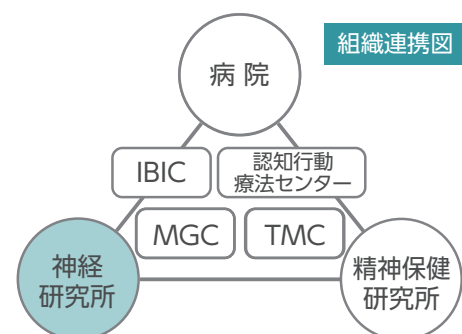 組織連携図
病院
IBIC
認知行動
療法センター
MGC
TMC
神経
研究所
精神保健
研究所